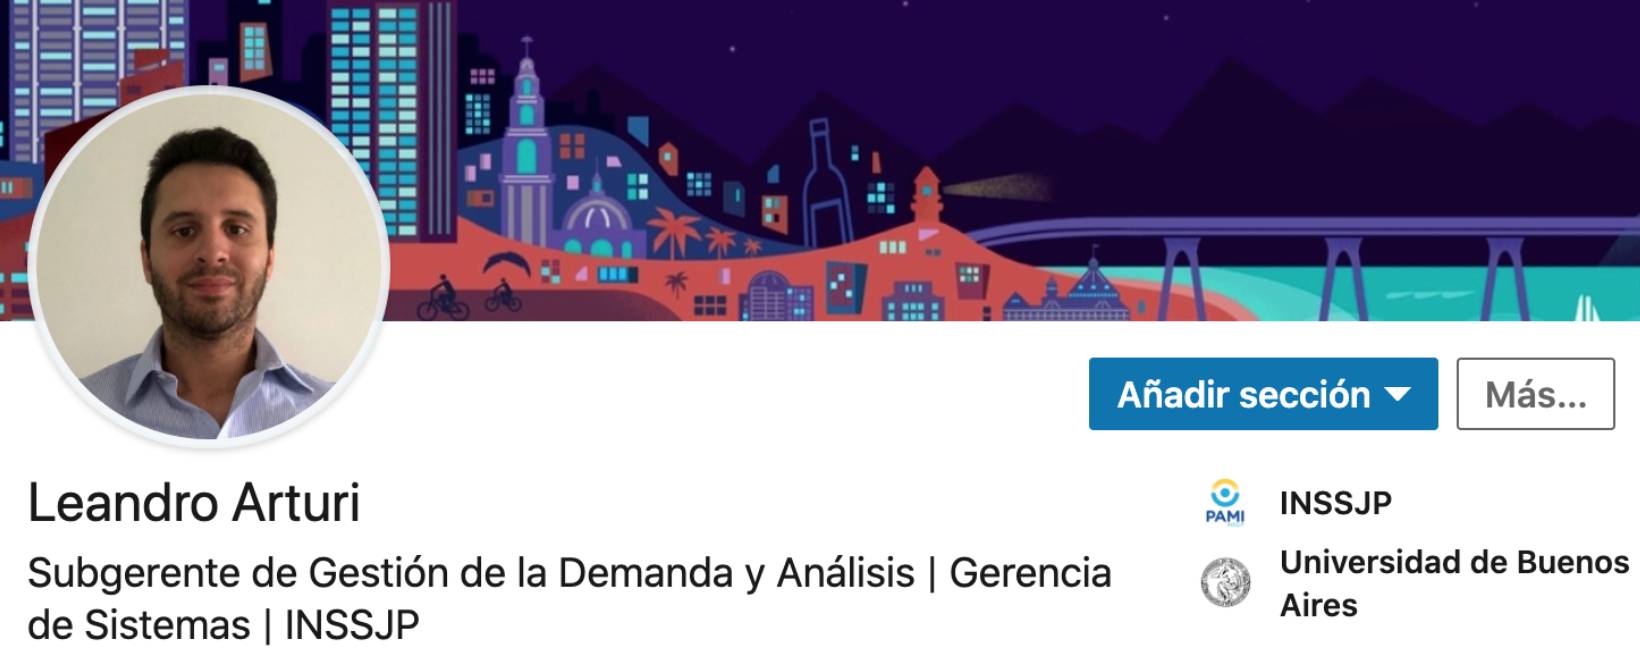 Añadir sección
Más...
Leandro Arturi
Subgerente de Gestión de la Demanda y Análisis | Gerencia
de Sistemas | INSSJP
PAMI
INSSJP
Universidad de Buenos
Aires